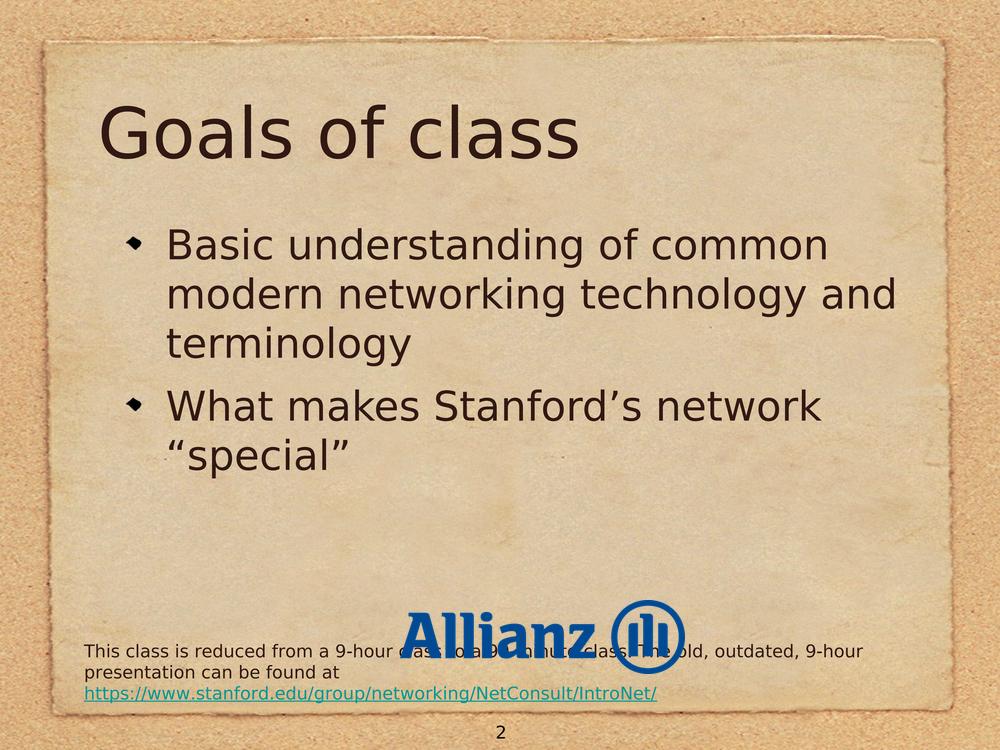 Goals of class
Basic understanding of common
modern networking technology and
terminology
What makes Stanford’s network
“special”
Allianz
This class is reduced from a 9-hour class to a 9 minute class. The old, outdated, 9-hour
presentation can be found at
https://www.stanford.edu/group/networking/NetConsult/IntroNet/
2